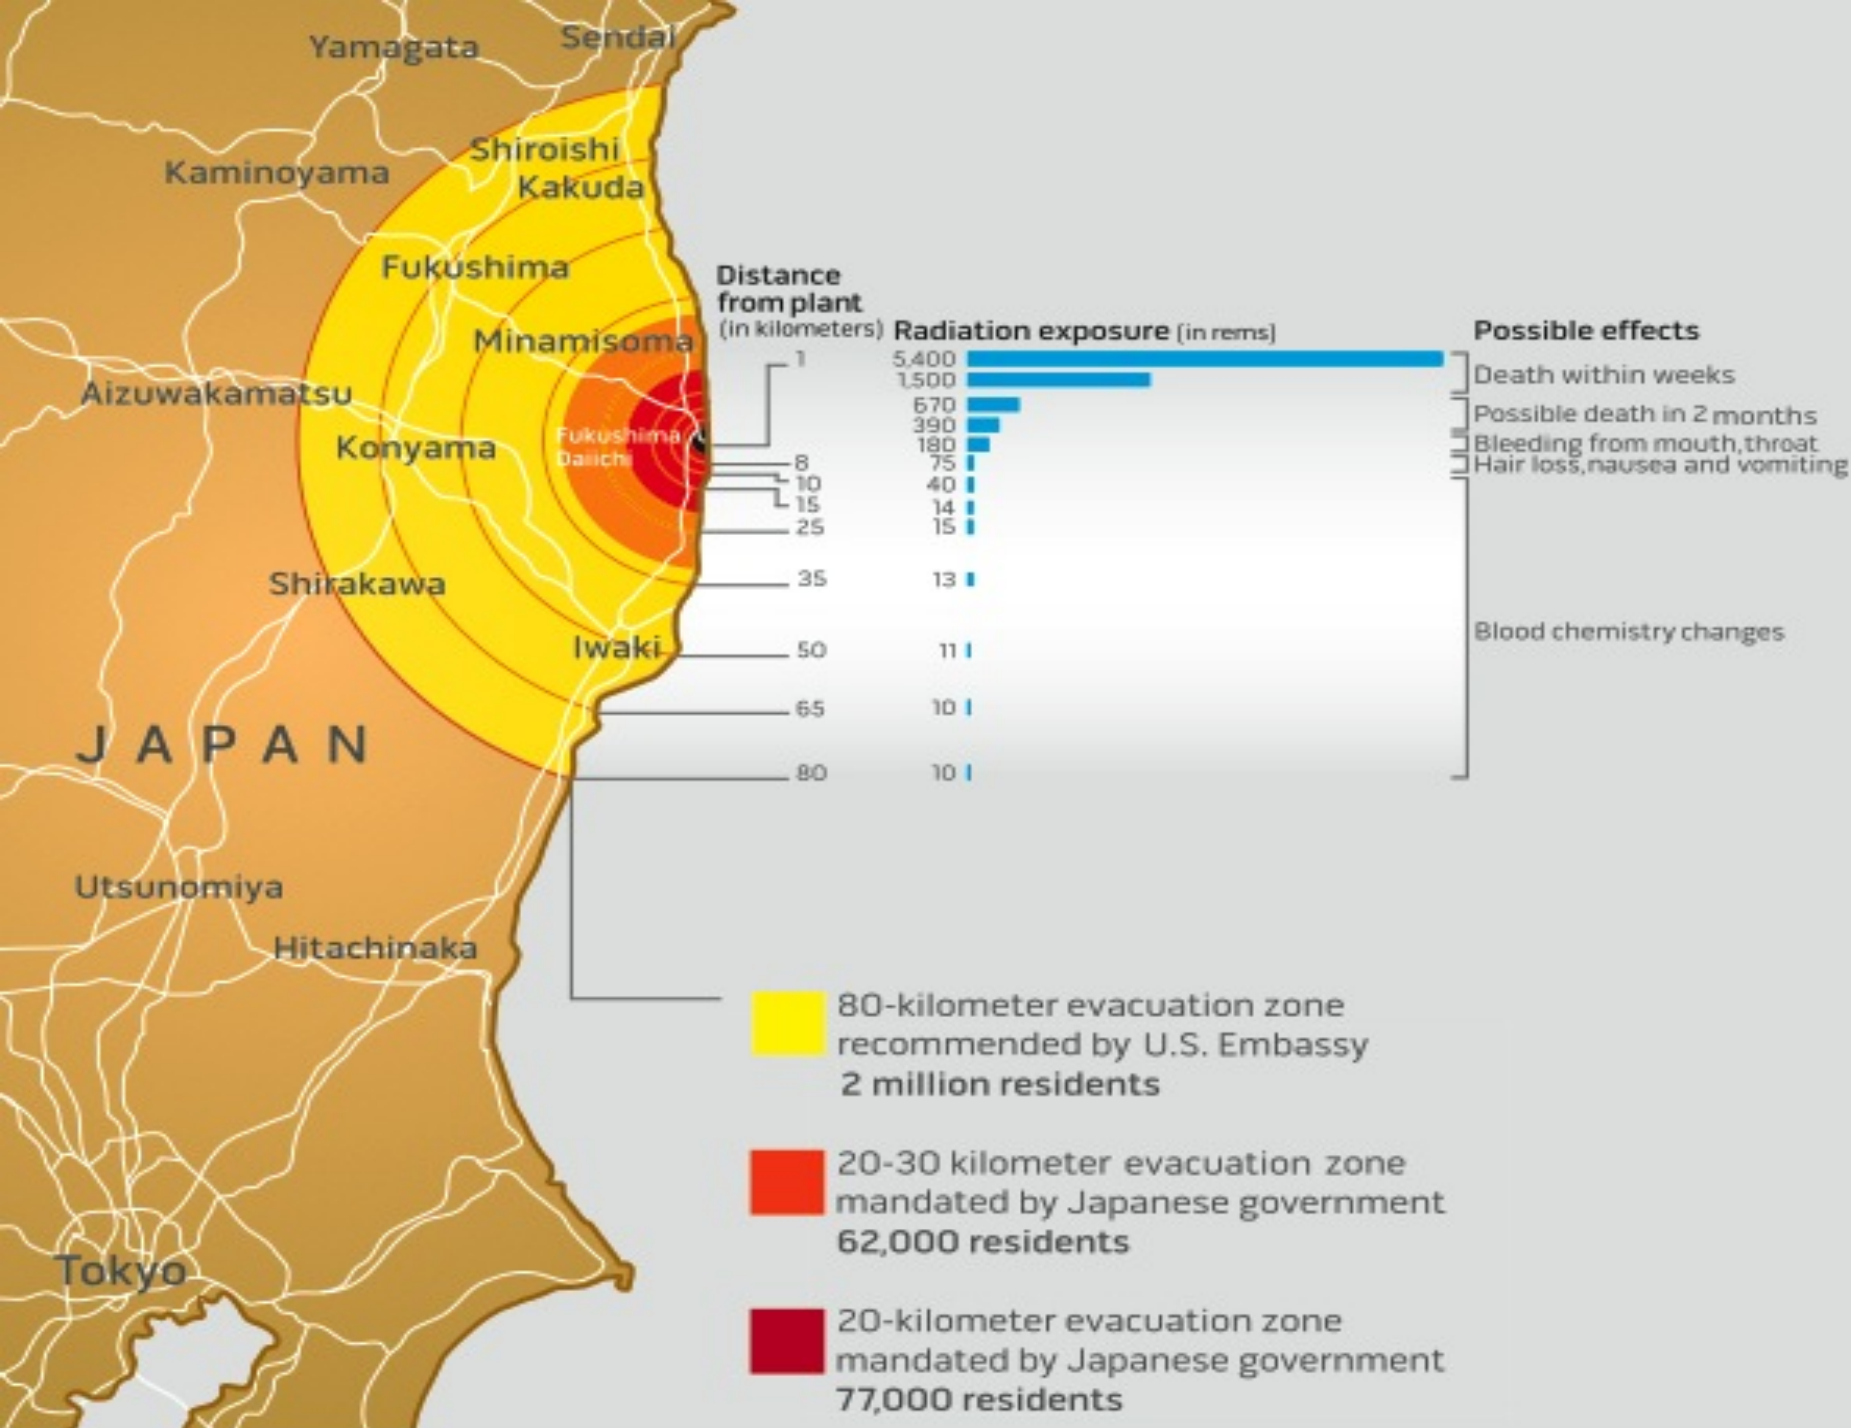 Yamagata
Sendai
Shiroishi
Kaminoyama
Kakuda
Fukushima
Minamisoma
Aizuwakamatsu
Konyama
Fukushima
Daiichi
Shirakawa
Iwaki
JAPAN
Utsunomiya
Hitachinaka
Tokyo
Distance
from plant
(in kilometers)
1
8
10
15
25
35
50
65
80
Radiation exposure (in rems)
5,400
1,500
670
390
180
75
40
14
15
13
11
10
10
Possible effects
Death within weeks
Possible death in 2 months
Bleeding from mouth,throat
Hair loss,nausea and vomiting
Blood chemistry changes
80-kilometer evacuation zone
recommended by U.S. Embassy
2 million residents
20-30 kilometer evacuation zone
mandated by Japanese government
62,000 residents
20-kilometer evacuation zone
mandated by Japanese government
77,000 residents